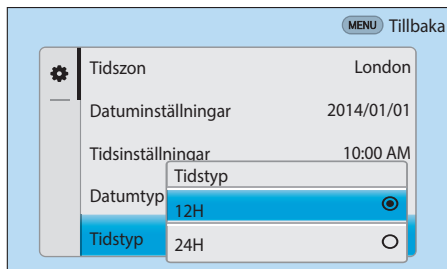 MENU Tillbaka
Tidszon London
Datuminställningar 2014/01/01
Tidsinställningar 10:00 AM
Datumtyp
Tidstyp
Tidstyp
12H
24H